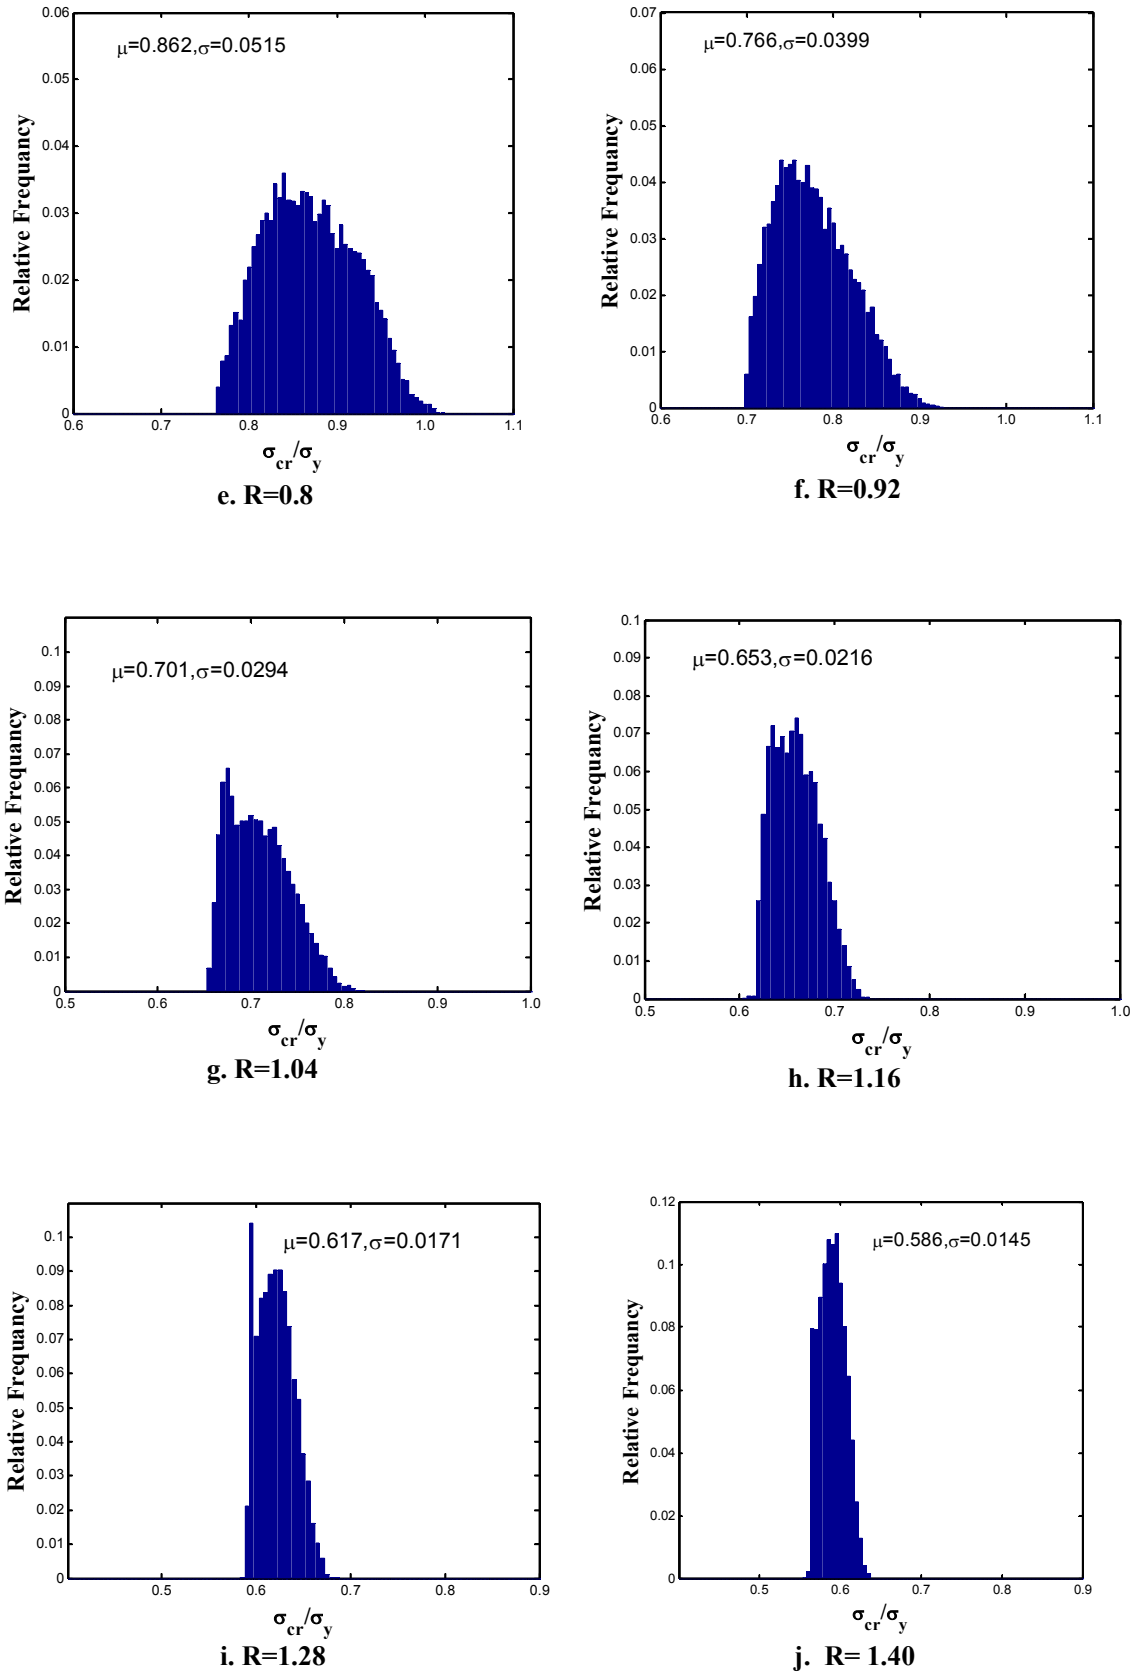 0.06
0.05
0.04
0.03
0.02
0.01
0
Relative Frequancy
μ=0.862,σ=0.0515
0.6 0.7 0.8 0.9 1.0 1.1
σcr/σy
e. R=0.8
0.07
0.06
0.05
0.04
0.03
0.02
0.01
0
Relative Frequancy
μ=0.766,σ=0.0399
0.6 0.7 0.8 0.9 1.0 1.1
σcr/σy
f. R=0.92
0.1
0.09
0.08
0.07
0.06
0.05
0.04
0.03
0.02
0.01
0
Relative Frequancy
μ=0.701,σ=0.0294
0.5 0.6 0.7 0.8 0.9 1.0
σcr/σy
g. R=1.04
0.1
0.09
0.08
0.07
0.06
0.05
0.04
0.03
0.02
0.01
0
Relative Frequancy
μ=0.653,σ=0.0216
0.5 0.6 0.7 0.8 0.9 1.0
σcr/σy
h. R=1.16
0.1
0.09
0.08
0.07
0.06
0.05
0.04
0.03
0.02
0.01
0
Relative Frequancy
μ=0.617,σ=0.0171
0.5 0.6 0.7 0.8 0.9
σcr/σy
i. R=1.28
0.12
0.1
0.08
0.06
0.04
0.02
0
Relative Frequancy
μ=0.586,σ=0.0145
0.5 0.6 0.7 0.8 0.9
σcr/σy
j. R= 1.40